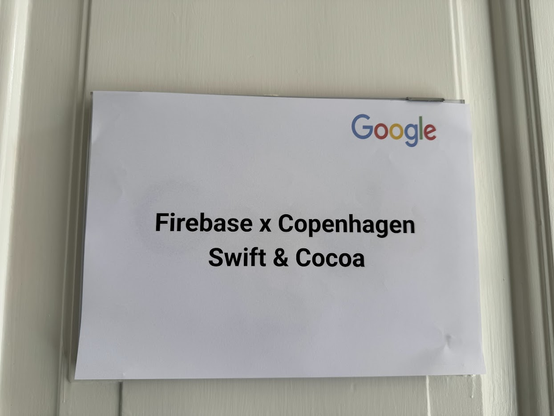 Google
Firebase x Copenhagen
Swift & Cocoa